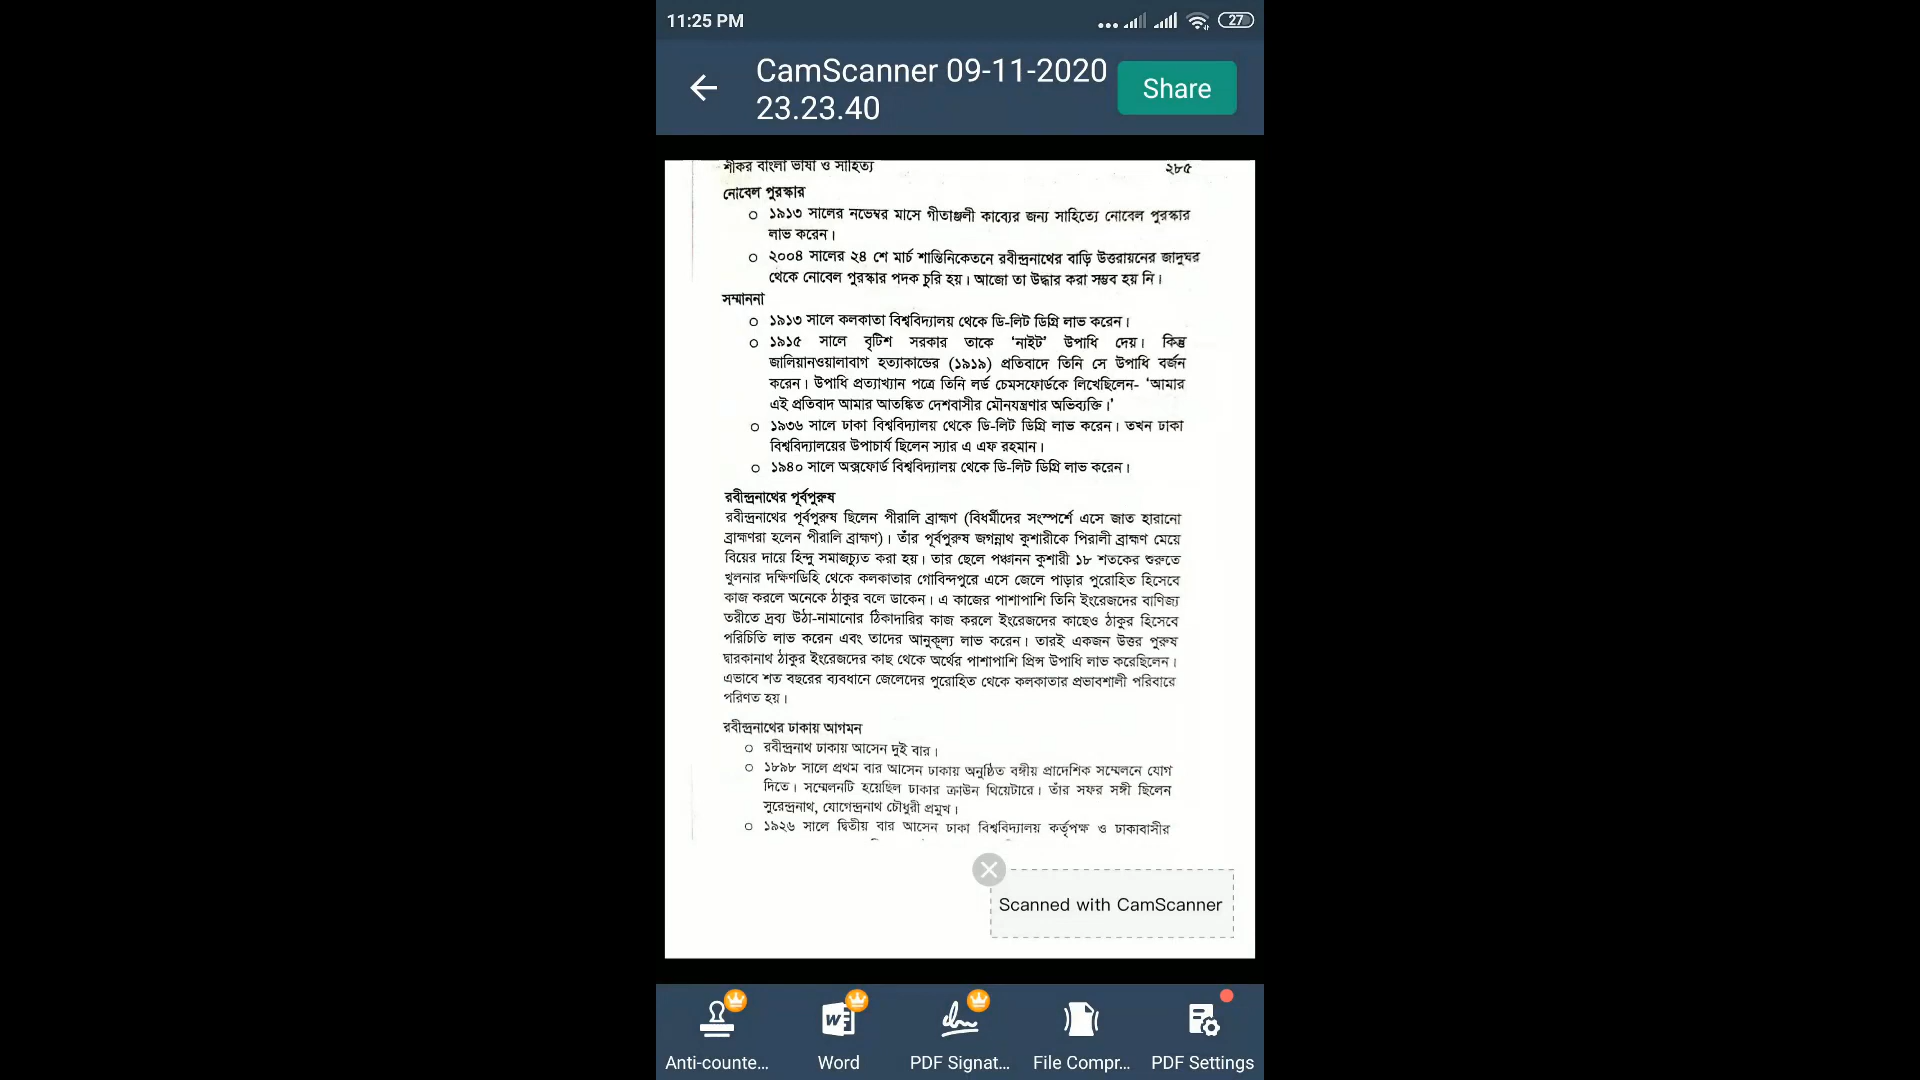 11:25 PM
27
CamScanner 09-11-2020
23.23.40
Share
শীকর বাংলা ভাষা ও সাহিত্য ২৮৫
নোবেল পুরস্কার
○ ১৯১৩ সালের নভেম্বর মাসে গীতাঞ্জলী কাব্যের জন্য সাহিত্যে নোবেল পুরস্কার
লাভ করেন।
○ ২০০৪ সালের ২৪ শে মার্চ শান্তিনিকেতনে রবীন্দ্রনাথের বাড়ি উত্তরায়নের জাদুঘর
থেকে নোবেল পুরস্কার পদক চুরি হয়। আজো তা উদ্ধার করা সম্ভব হয় নি।
সম্মাননা
○ ১৯১৩ সালে কলকাতা বিশ্ববিদ্যালয় থেকে ডি-লিট ডিগ্রি লাভ করেন।
○ ১৯১৫ সালে বৃটিশ সরকার তাকে ‘নাইট’ উপাধি দেয়। কিন্তু
জালিয়ানওয়ালাবাগ হত্যাকান্ডের (১৯১৯) প্রতিবাদে তিনি সে উপাধি বর্জন
করেন। উপাধি প্রত্যাখ্যান পত্রে তিনি লর্ড চেমসফোর্ডকে লিখেছিলেন- ‘আমার
এই প্রতিবাদ আমার আতঙ্কিত দেশবাসীর মৌনযন্ত্রণার অভিব্যক্তি।’
○ ১৯৩৬ সালে ঢাকা বিশ্ববিদ্যালয় থেকে ডি-লিট ডিগ্রি লাভ করেন। তখন ঢাকা
বিশ্ববিদ্যালয়ের উপাচার্য ছিলেন স্যার এ এফ রহমান।
○ ১৯৪০ সালে অক্সফোর্ড বিশ্ববিদ্যালয় থেকে ডি-লিট ডিগ্রি লাভ করেন।
রবীন্দ্রনাথের পূর্বপুরুষ
রবীন্দ্রনাথের পূর্বপুরুষ ছিলেন পীরালি ব্রাহ্মণ (বিধর্মীদের সংস্পর্শে এসে জাত হারানো
ব্রাহ্মণরা হলেন পীরালি ব্রাহ্মণ)। তাঁর পূর্বপুরুষ জগন্নাথ কুশারীকে পিরালী ব্রাহ্মণ মেয়ে
বিয়ের দায়ে হিন্দু সমাজচ্যুত করা হয়। তার ছেলে পঞ্চানন কুশারী ১৮ শতকের শুরুতে
খুলনার দক্ষিণডিহি থেকে কলকাতার গোবিন্দপুরে এসে জেলে পাড়ার পুরোহিত হিসেবে
কাজ করলে অনেকে ঠাকুর বলে ডাকেন। এ কাজের পাশাপাশি তিনি ইংরেজদের বাণিজ্য
তরীতে দ্রব্য উঠা-নামানোর ঠিকাদারির কাজ করলে ইংরেজদের কাছেও ঠাকুর হিসেবে
পরিচিতি লাভ করেন এবং তাদের আনুকূল্য লাভ করেন। তারই একজন উত্তর পুরুষ
দ্বারকানাথ ঠাকুর ইংরেজদের কাছ থেকে অর্থের পাশাপাশি প্রিন্স উপাধি লাভ করেছিলেন।
এভাবে শত বছরের ব্যবধানে জেলেদের পুরোহিত থেকে কলকাতার প্রভাবশালী পরিবারে
পরিণত হয়।
রবীন্দ্রনাথের ঢাকায় আগমন
○ রবীন্দ্রনাথ ঢাকায় আসেন দুই বার।
○ ১৮৯৮ সালে প্রথম বার আসেন ঢাকায় অনুষ্ঠিত বঙ্গীয় প্রাদেশিক সম্মেলনে যোগ
দিতে। সম্মেলনটি হয়েছিল ঢাকার ক্রাউন থিয়েটারে। তাঁর সফর সঙ্গী ছিলেন
সুরেন্দ্রনাথ, যোগেন্দ্রনাথ চৌধুরী প্রমুখ।
○ ১৯২৬ সালে দ্বিতীয় বার আসেন ঢাকা বিশ্ববিদ্যালয় কর্তৃপক্ষ ও ঢাকাবাসীর
Scanned with CamScanner
Anti-counte... Word PDF Signat... File Compr... PDF Settings